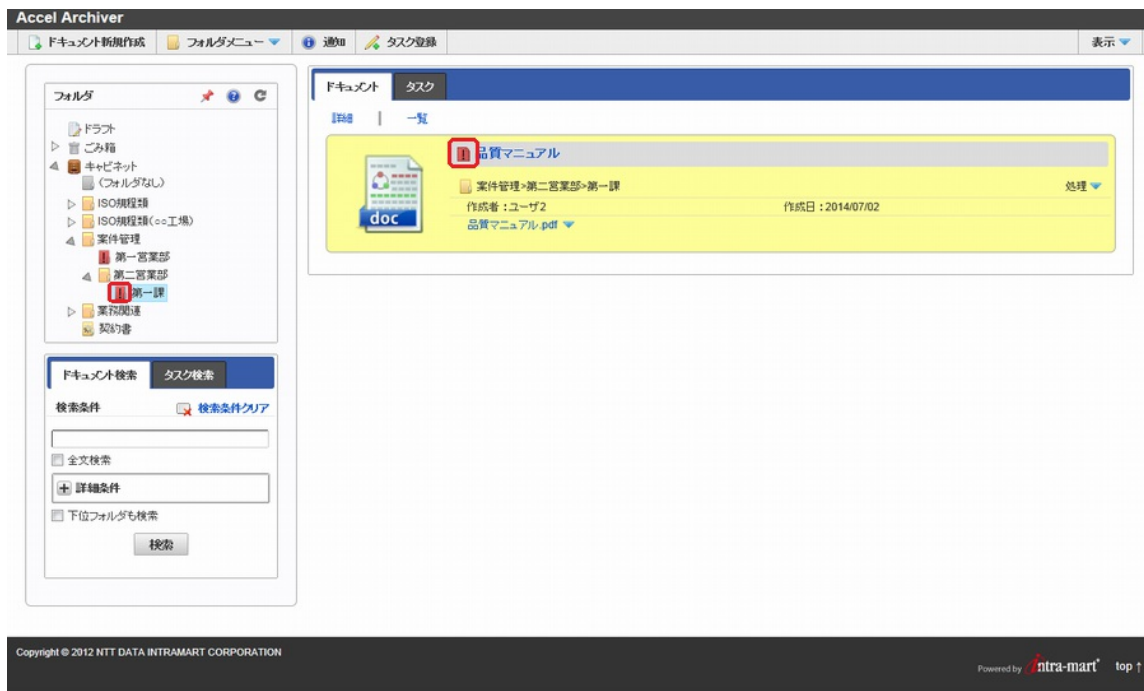 Accel Archiver
ドキュメント新規作成 フォルダメニュー 通知 タスク登録 表示
フォルダ
ドラフト
ごみ箱
キャビネット
(フォルダなし)
ISO規程類
ISO規程類(○○工場)
案件管理
第一営業部
第二営業部
第一課
業務関連
契約書
ドキュメント検索 タスク検索
検索条件 検索条件クリア
全文検索
詳細条件
下位フォルダも検索
検索
ドキュメント タスク
詳細 | 一覧
doc
品質マニュアル
案件管理>第二営業部>第一課 処理
作成者:ユーザ2 作成日:2014/07/02
品質マニュアル.pdf
Copyright © 2012 NTT DATA INTRAMART CORPORATION
Powered by intra-mart top ↑